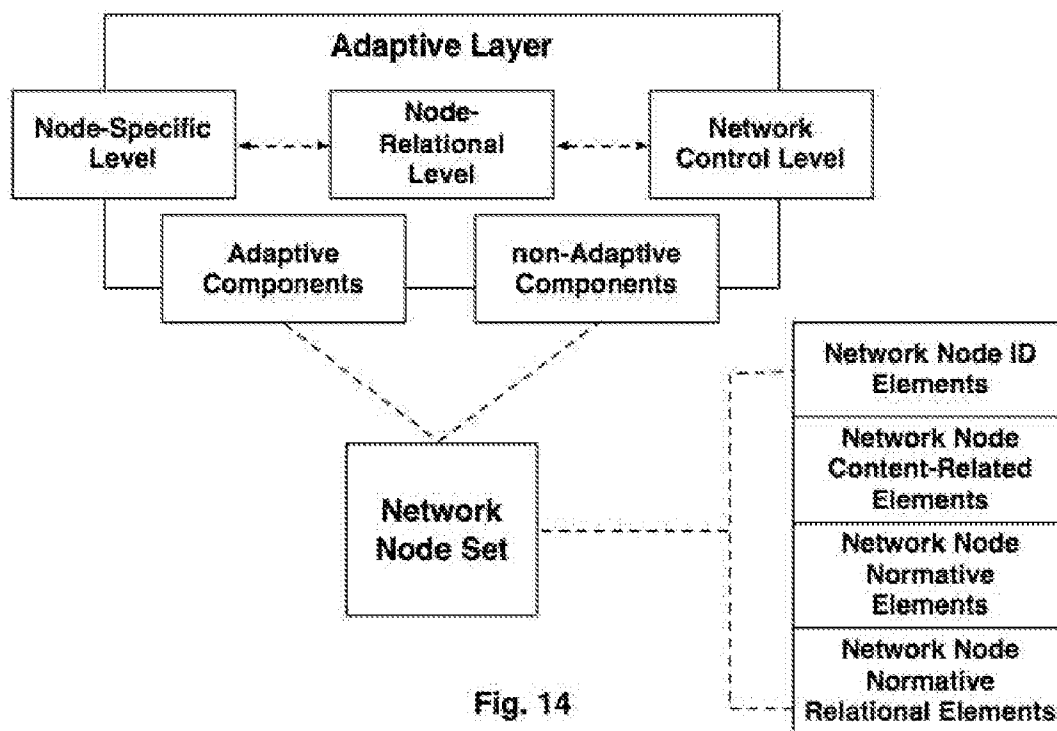 Adaptive Layer
Node-Specific
Level
Node-
Relational
Level
Network
Control Level
Adaptive
Components
non-Adaptive
Components
Network Node ID
Elements
Network Node
Content-Related
Elements
Network Node
Normative
Elements
Network Node
Normative
Relational Elements
Network
Node Set
Fig. 14